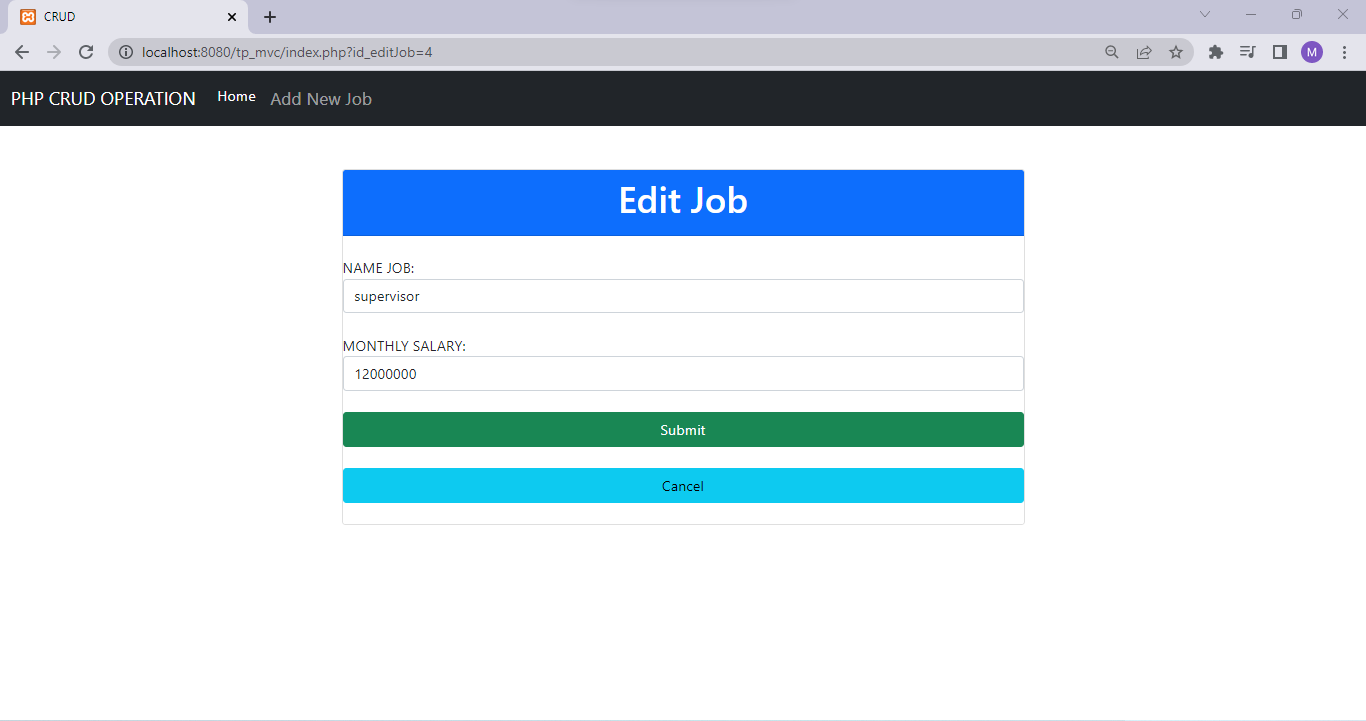 CRUD
localhost:8080/tp_mvc/index.php?id_editJob=4
M
PHP CRUD OPERATION Home Add New Job
Edit Job
NAME JOB:
supervisor
MONTHLY SALARY:
12000000
Submit
Cancel